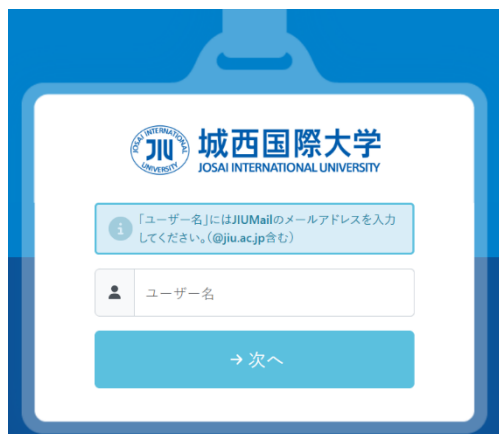 JOSAI INTERNATIONAL
JIU
UNIVERSITY
城西国際大学
JOSAI INTERNATIONAL UNIVERSITY
「ユーザー名」にはJIUMailのメールアドレスを入力
してください。(@jiu.ac.jp含む)
ユーザー名
→ 次へ